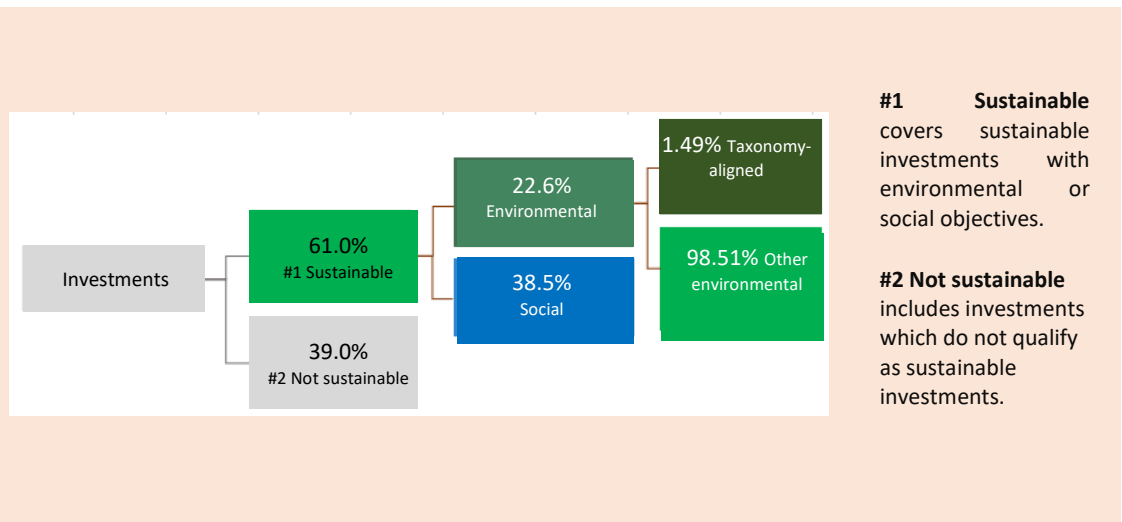 Investments
61.0%
#1 Sustainable
39.0%
#2 Not sustainable
22.6%
Environmental
38.5%
Social
1.49% Taxonomy-
aligned
98.51% Other
environmental
#1 Sustainable
covers sustainable
investments with
environmental or
social objectives.
#2 Not sustainable
includes investments
which do not qualify
as sustainable
investments.